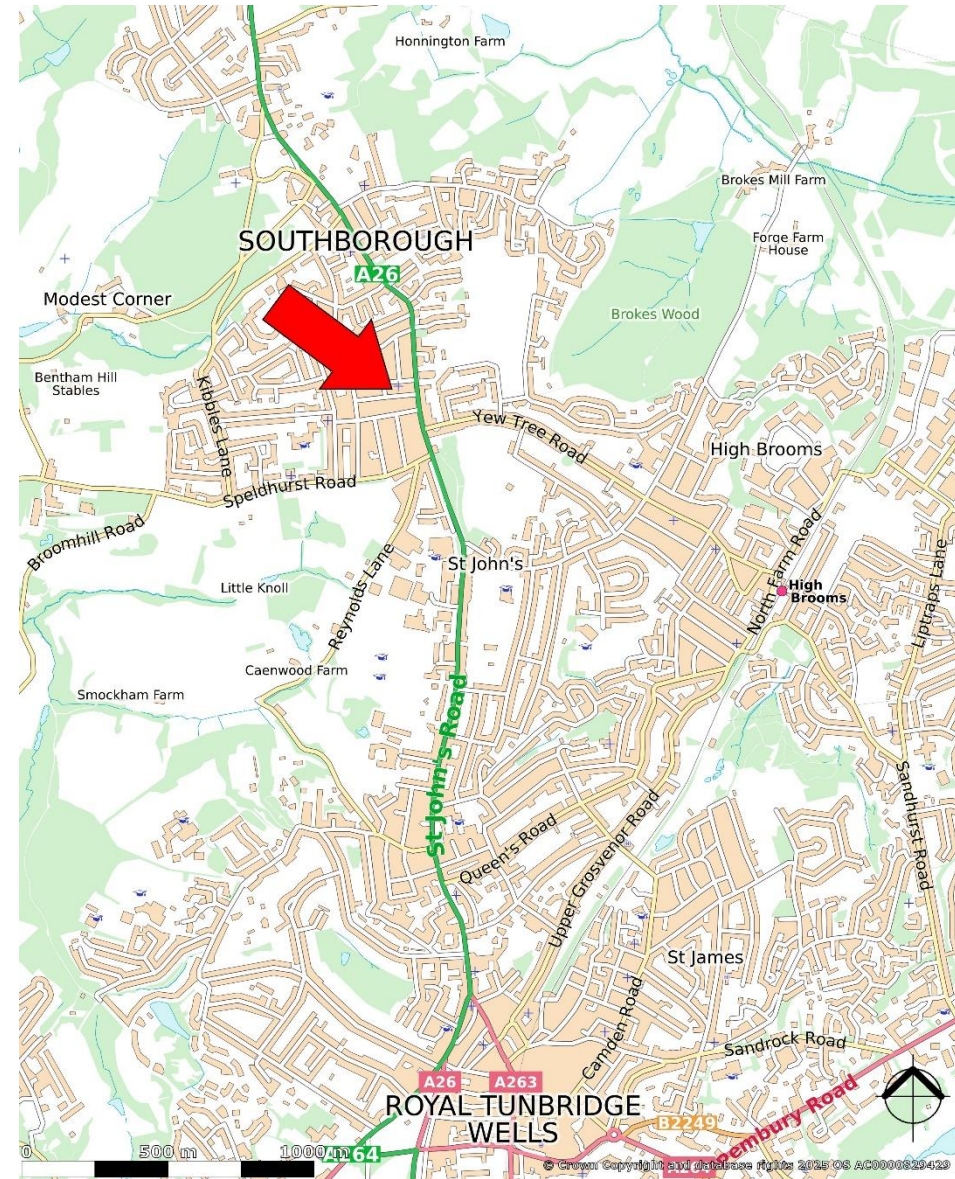 Honnington Farm
Brokes Mill Farm
SOUTHBOROUGH
Forge Farm
House
A26
Modest Corner
Brokes Wood
Bentham Hill
Stables
Kibbles Lane
Yew Tree Road
High Brooms
Speldhurst Road
Broomhill Road
North Farm Road
St John's
Reynolds Lane
Little Knoll
High
Brooms
Liptraps Lane
Caenwood Farm
Smockham Farm
St John's Road
Sandhurst Road
Queen's Road
Upper Grosvenor Road
St James
Camden Road
Sandrock Road
A26
A263
ROYAL TUNBRIDGE
WELLS
B2249
0 500 m 1000 m
© Crown Copyright and database rights 2025 OS AC0000829429